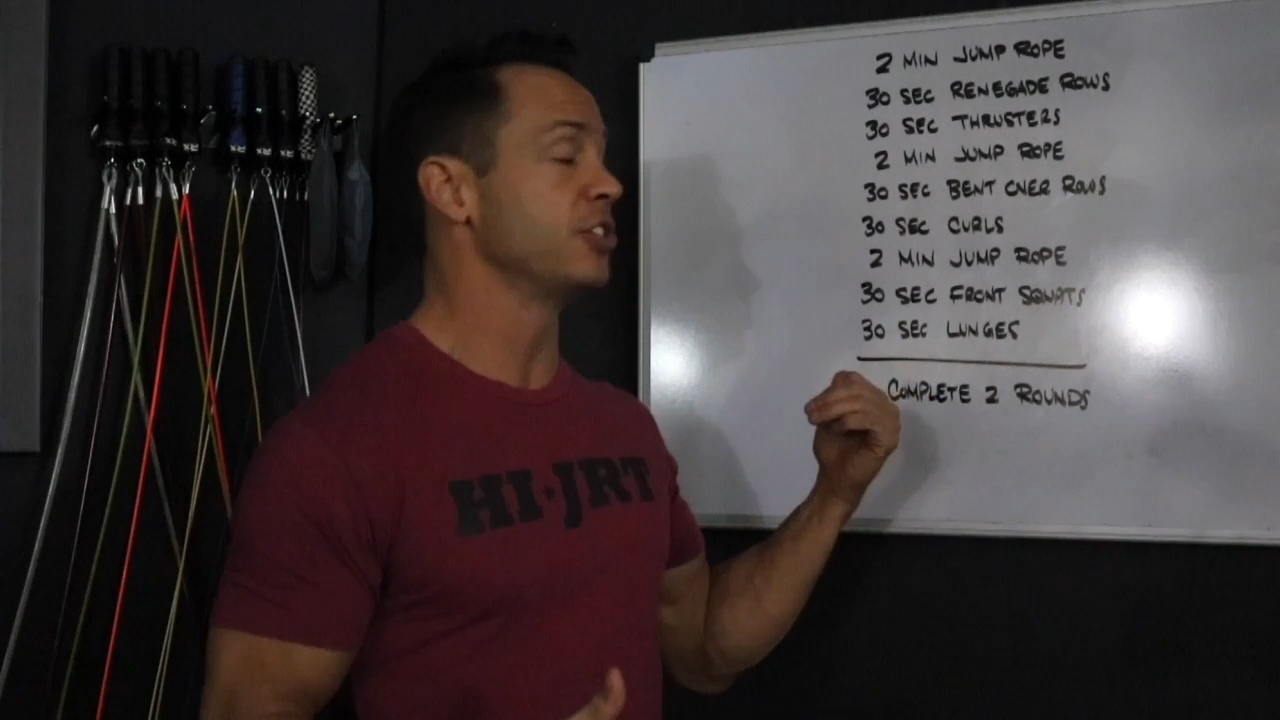 2 MIN JUMP ROPE
30 SEC RENEGADE ROWS
30 SEC THRUSTERS
2 MIN JUMP ROPE
30 SEC BENT OVER ROWS
30 SEC CURLS
2 MIN JUMP ROPE
30 SEC FRONT SQUATS
30 SEC LUNGES
COMPLETE 2 ROUNDS
HI·JRT